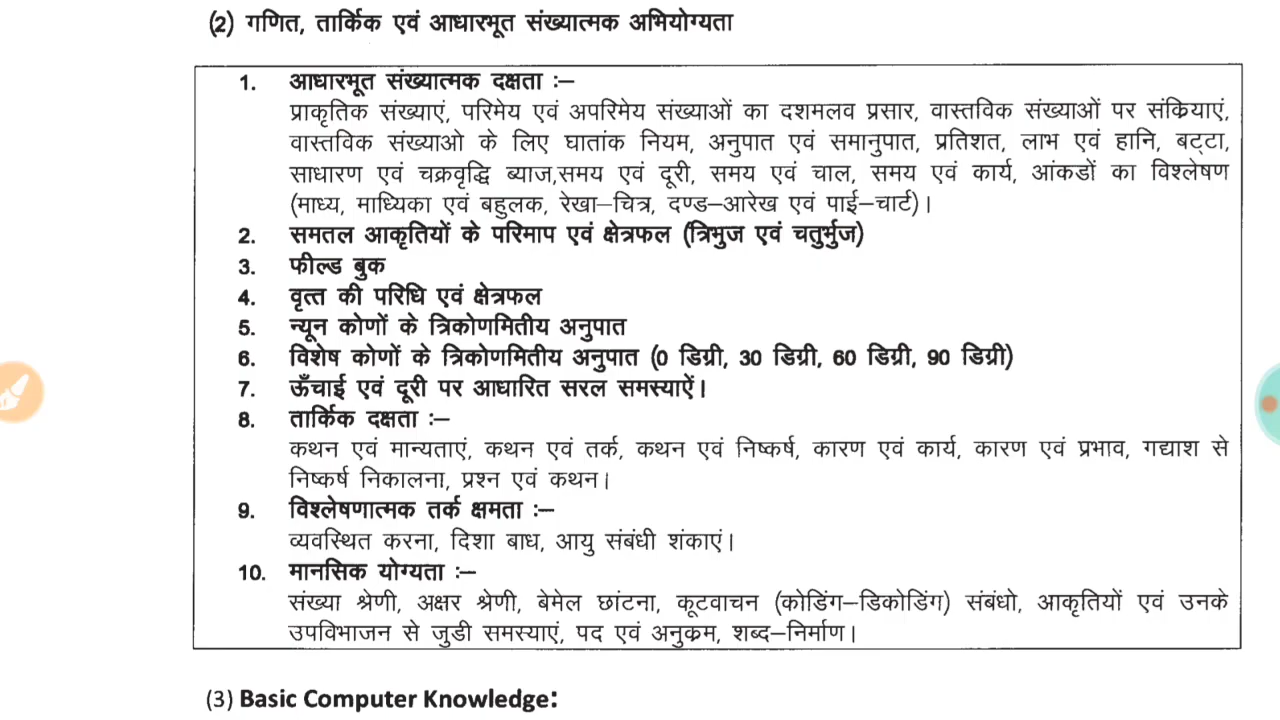 (2) गणित, तार्किक एवं आधारभूत संख्यात्मक अभियोग्यता
1. आधारभूत संख्यात्मक दक्षता :–
प्राकृतिक संख्याएं, परिमेय एवं अपरिमेय संख्याओं का दशमलव प्रसार, वास्तविक संख्याओं पर संक्रियाएं,
वास्तविक संख्याओ के लिए घातांक नियम, अनुपात एवं समानुपात, प्रतिशत, लाभ एवं हानि, बट्टा,
साधारण एवं चक्रवृद्धि ब्याज,समय एवं दूरी, समय एवं चाल, समय एवं कार्य, आंकडों का विश्लेषण
(माध्य, माध्यिका एवं बहुलक, रेखा–चित्र, दण्ड–आरेख एवं पाई–चार्ट)।
2. समतल आकृतियों के परिमाप एवं क्षेत्रफल (त्रिभुज एवं चतुर्भुज)
3. फील्ड बुक
4. वृत्त की परिधि एवं क्षेत्रफल
5. न्यून कोणों के त्रिकोणमितीय अनुपात
6. विशेष कोणों के त्रिकोणमितीय अनुपात (0 डिग्री, 30 डिग्री, 60 डिग्री, 90 डिग्री)
7. ऊँचाई एवं दूरी पर आधारित सरल समस्याऐं।
8. तार्किक दक्षता :–
कथन एवं मान्यताएं, कथन एवं तर्क, कथन एवं निष्कर्ष, कारण एवं कार्य, कारण एवं प्रभाव, गद्याश से
निष्कर्ष निकालना, प्रश्न एवं कथन।
9. विश्लेषणात्मक तर्क क्षमता :–
व्यवस्थित करना, दिशा बाध, आयु संबंधी शंकाएं।
10. मानसिक योग्यता :–
संख्या श्रेणी, अक्षर श्रेणी, बेमेल छांटना, कूटवाचन (कोडिंग–डिकोडिंग) संबंधो, आकृतियों एवं उनके
उपविभाजन से जुडी समस्याएं, पद एवं अनुक्रम, शब्द–निर्माण।
(3) Basic Computer Knowledge: